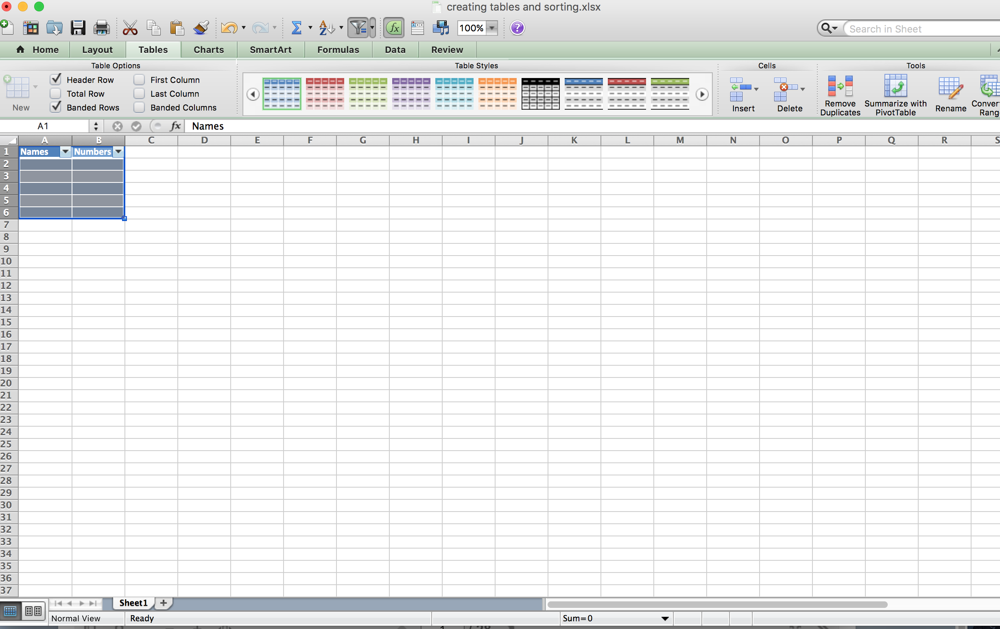 creating tables and sorting.xlsx
100% ? Search in Sheet
Home Layout Tables Charts SmartArt Formulas Data Review
Table Options Table Styles Cells Tools
Header Row First Column
Total Row Last Column
Banded Rows Banded Columns
New Insert Delete Remove Duplicates Summarize with PivotTable Rename
A1 fx Names
A B C D E F G H I J K L M N O P Q R S
1 Names Numbers
2
3
4
5
6
7
8
9
10
11
12
13
14
15
16
17
18
19
20
21
22
23
24
25
26
27
28
29
30
31
32
33
34
35
36
37
Sheet1 +
Normal View Ready Sum=0